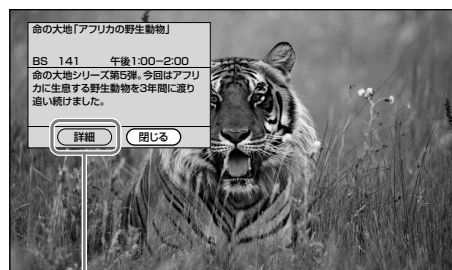 命の大地「アフリカの野生動物」
BS 141 午後1:00–2:00
命の大地シリーズ第5弾。今回はアフリ
カに生息する野生動物を3年間に渡り
追い続けました。
詳細 閉じる